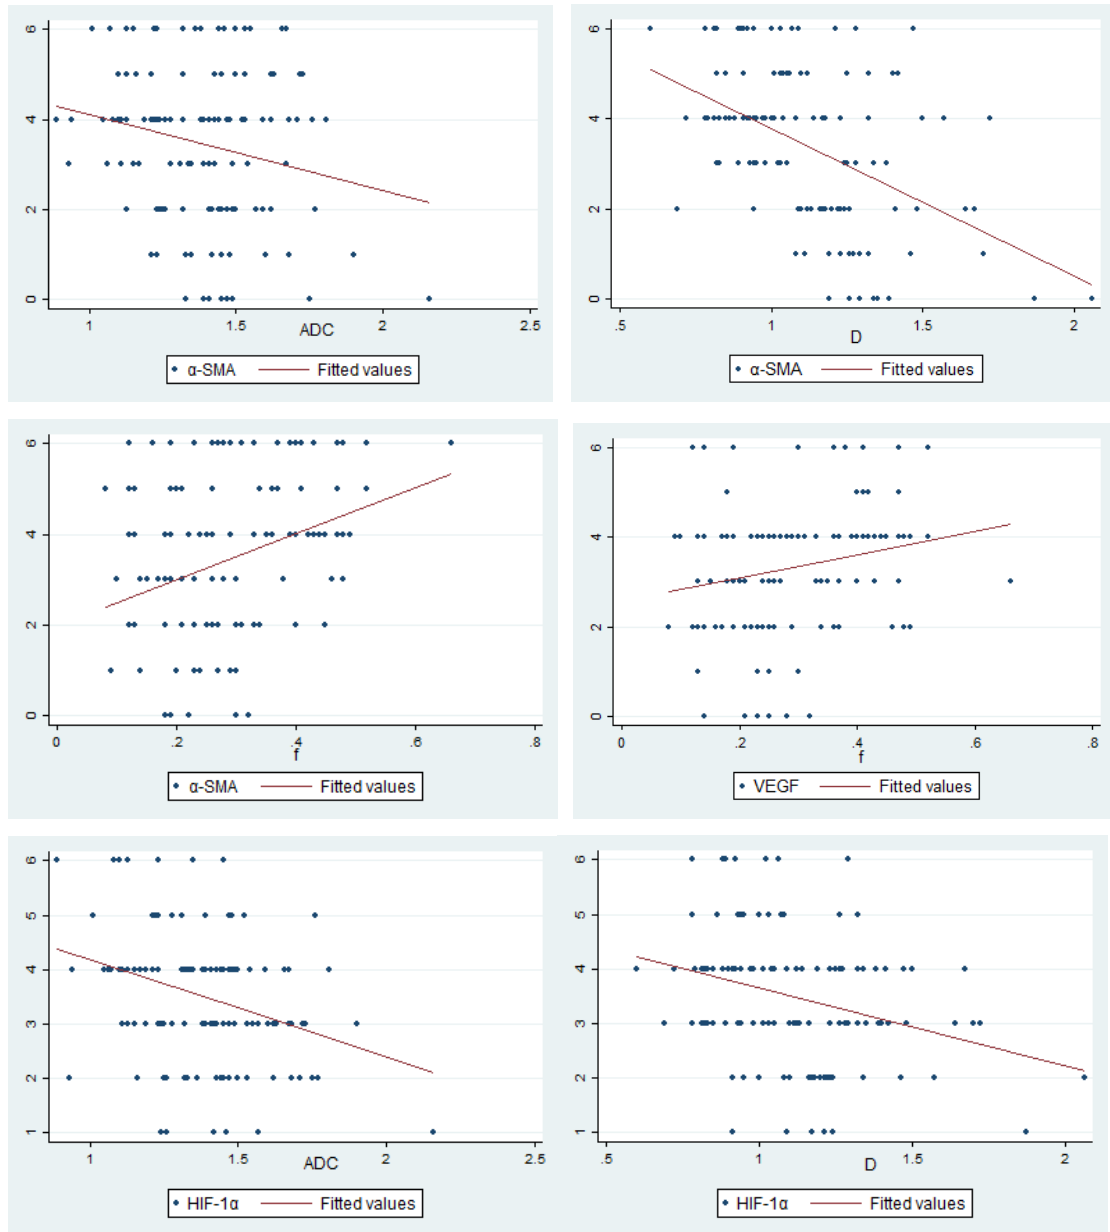 6
4
2
0
1 1.5 2 2.5
ADC
α-SMA Fitted values
6
4
2
0
.5 1 1.5 2
D
α-SMA Fitted values
6
4
2
0
0 .2 .4 .6 .8
f
α-SMA Fitted values
6
4
2
0
0 .2 .4 .6 .8
f
VEGF Fitted values
6
5
4
3
2
1
1 1.5 2 2.5
ADC
HIF-1α Fitted values
6
5
4
3
2
1
.5 1 1.5 2
D
HIF-1α Fitted values